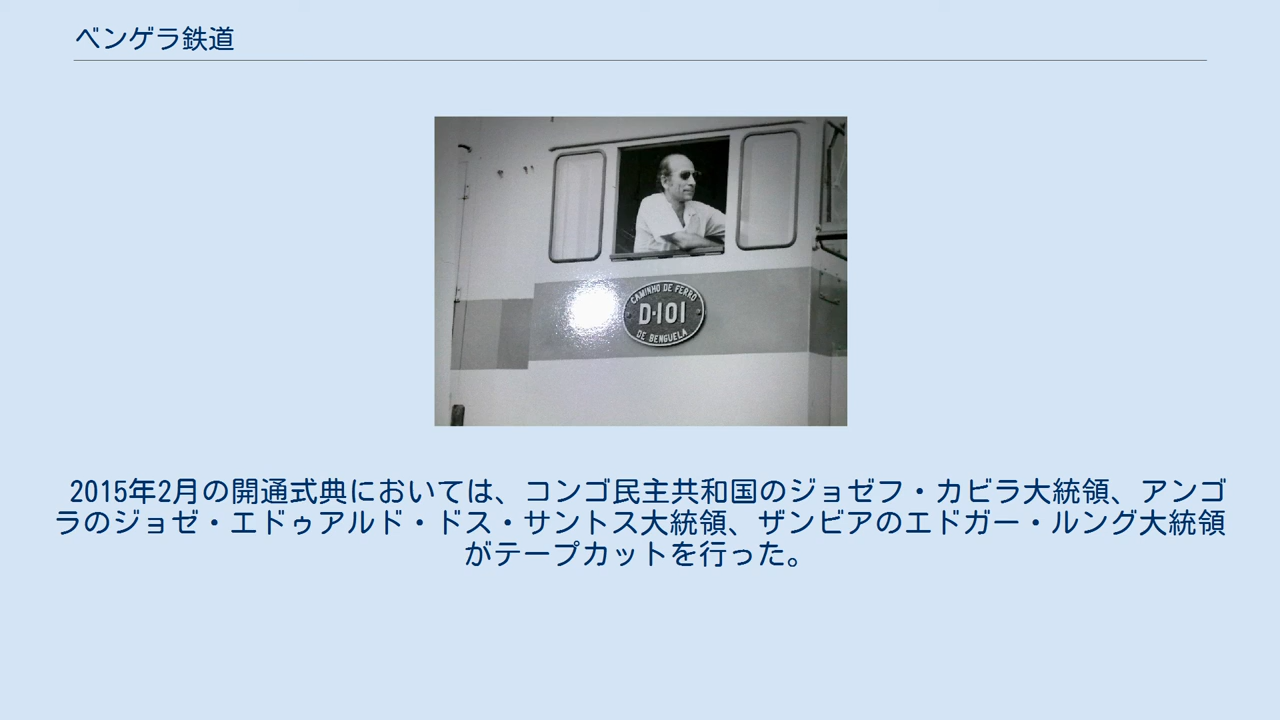 ベンゲラ鉄道
CAMINHO DE FERRO
D-101
DE BENGUELA
2015年2月の開通式典においては、コンゴ民主共和国のジョゼフ・カビラ大統領、アンゴ
ラのジョゼ・エドゥアルド・ドス・サントス大統領、ザンビアのエドガー・ルング大統領
がテープカットを行った。